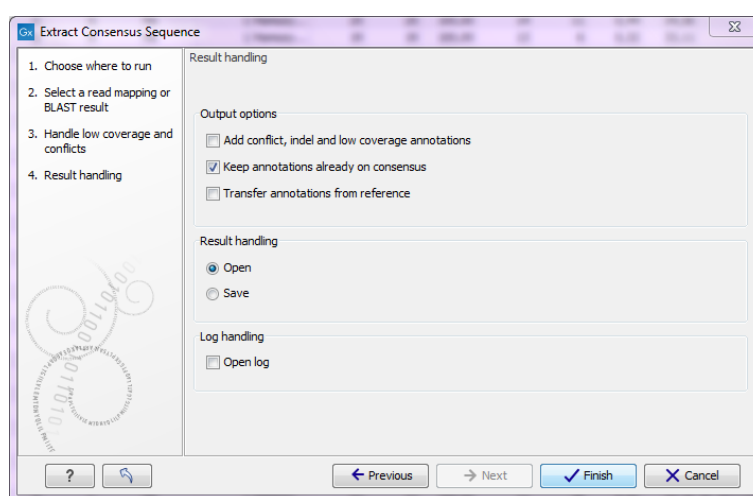 Gx Extract Consensus Sequence
1. Choose where to run
2. Select a read mapping or
BLAST result
3. Handle low coverage and
conflicts
4. Result handling
Result handling
Output options
Add conflict, indel and low coverage annotations
Keep annotations already on consensus
Transfer annotations from reference
Result handling
Open
Save
Log handling
Open log
?
Previous
Next
Finish
Cancel